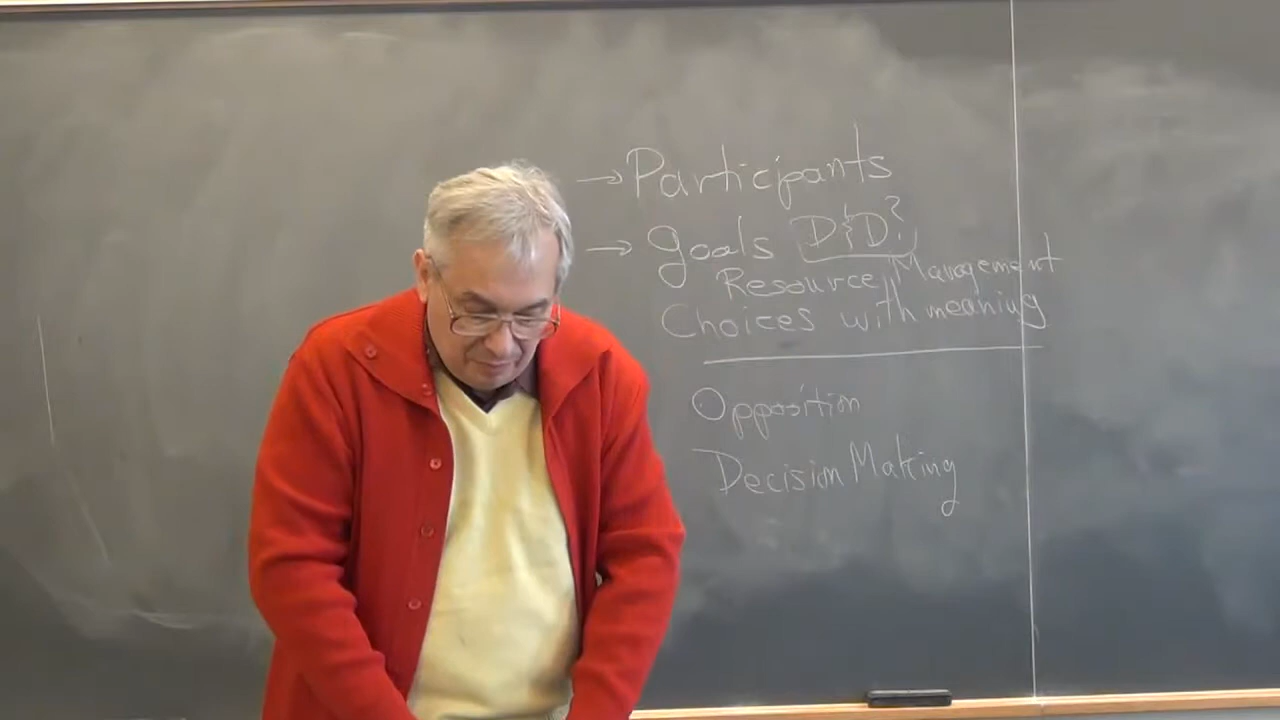 → Participants
→ Goals D&D?
Resource Management
Choices with meaning
Opposition
Decision Making